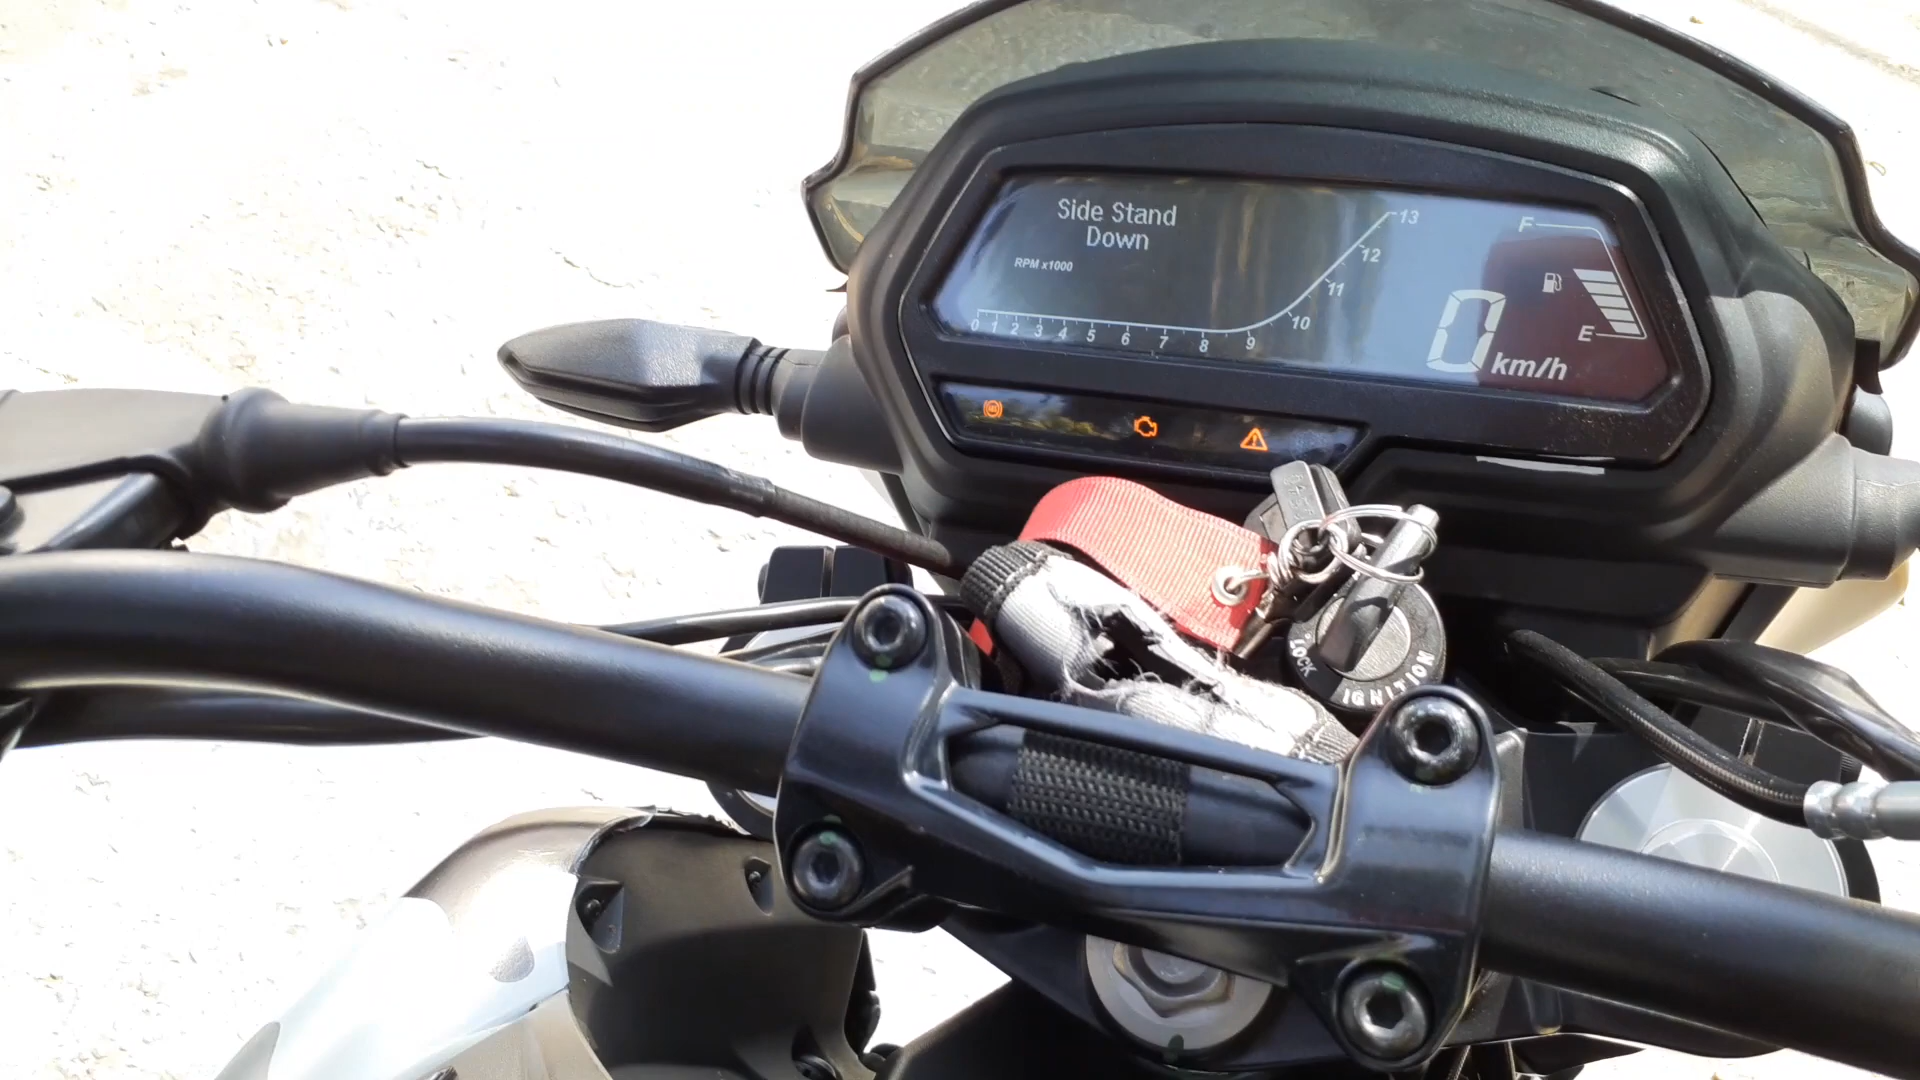 Side Stand
Down
RPM x1000
0 1 2 3 4 5 6 7 8 9 10 11 12 13
F
E
0 km/h
LOCK
IGNITION